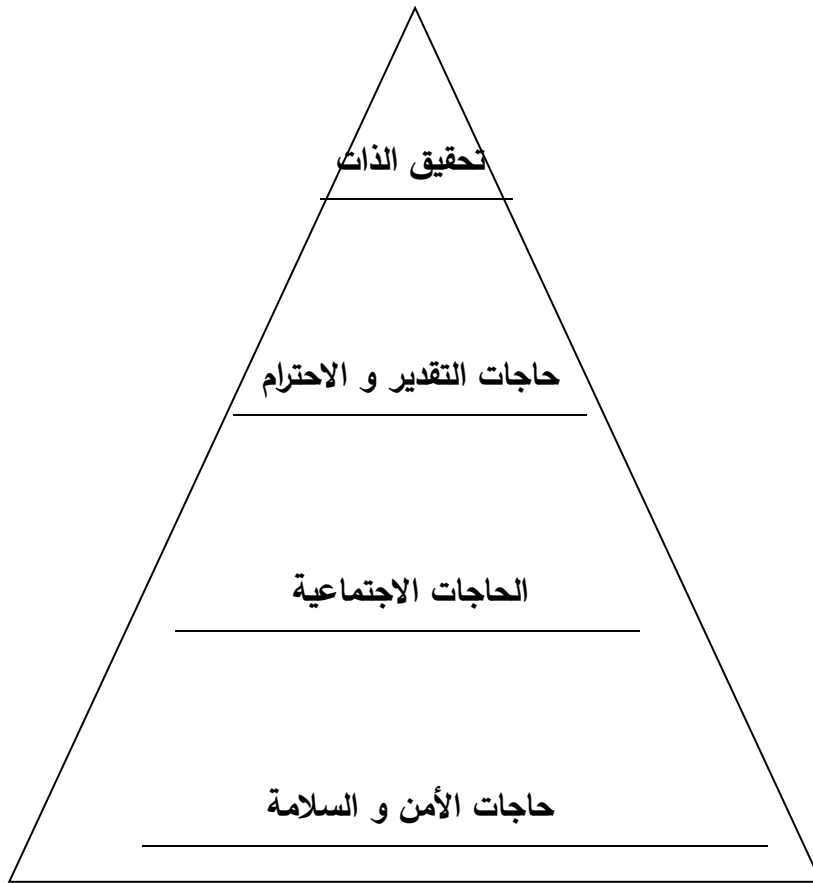 تحقيق الذات
حاجات التقدير و الاحترام
الحاجات الاجتماعية
حاجات الأمن و السلامة